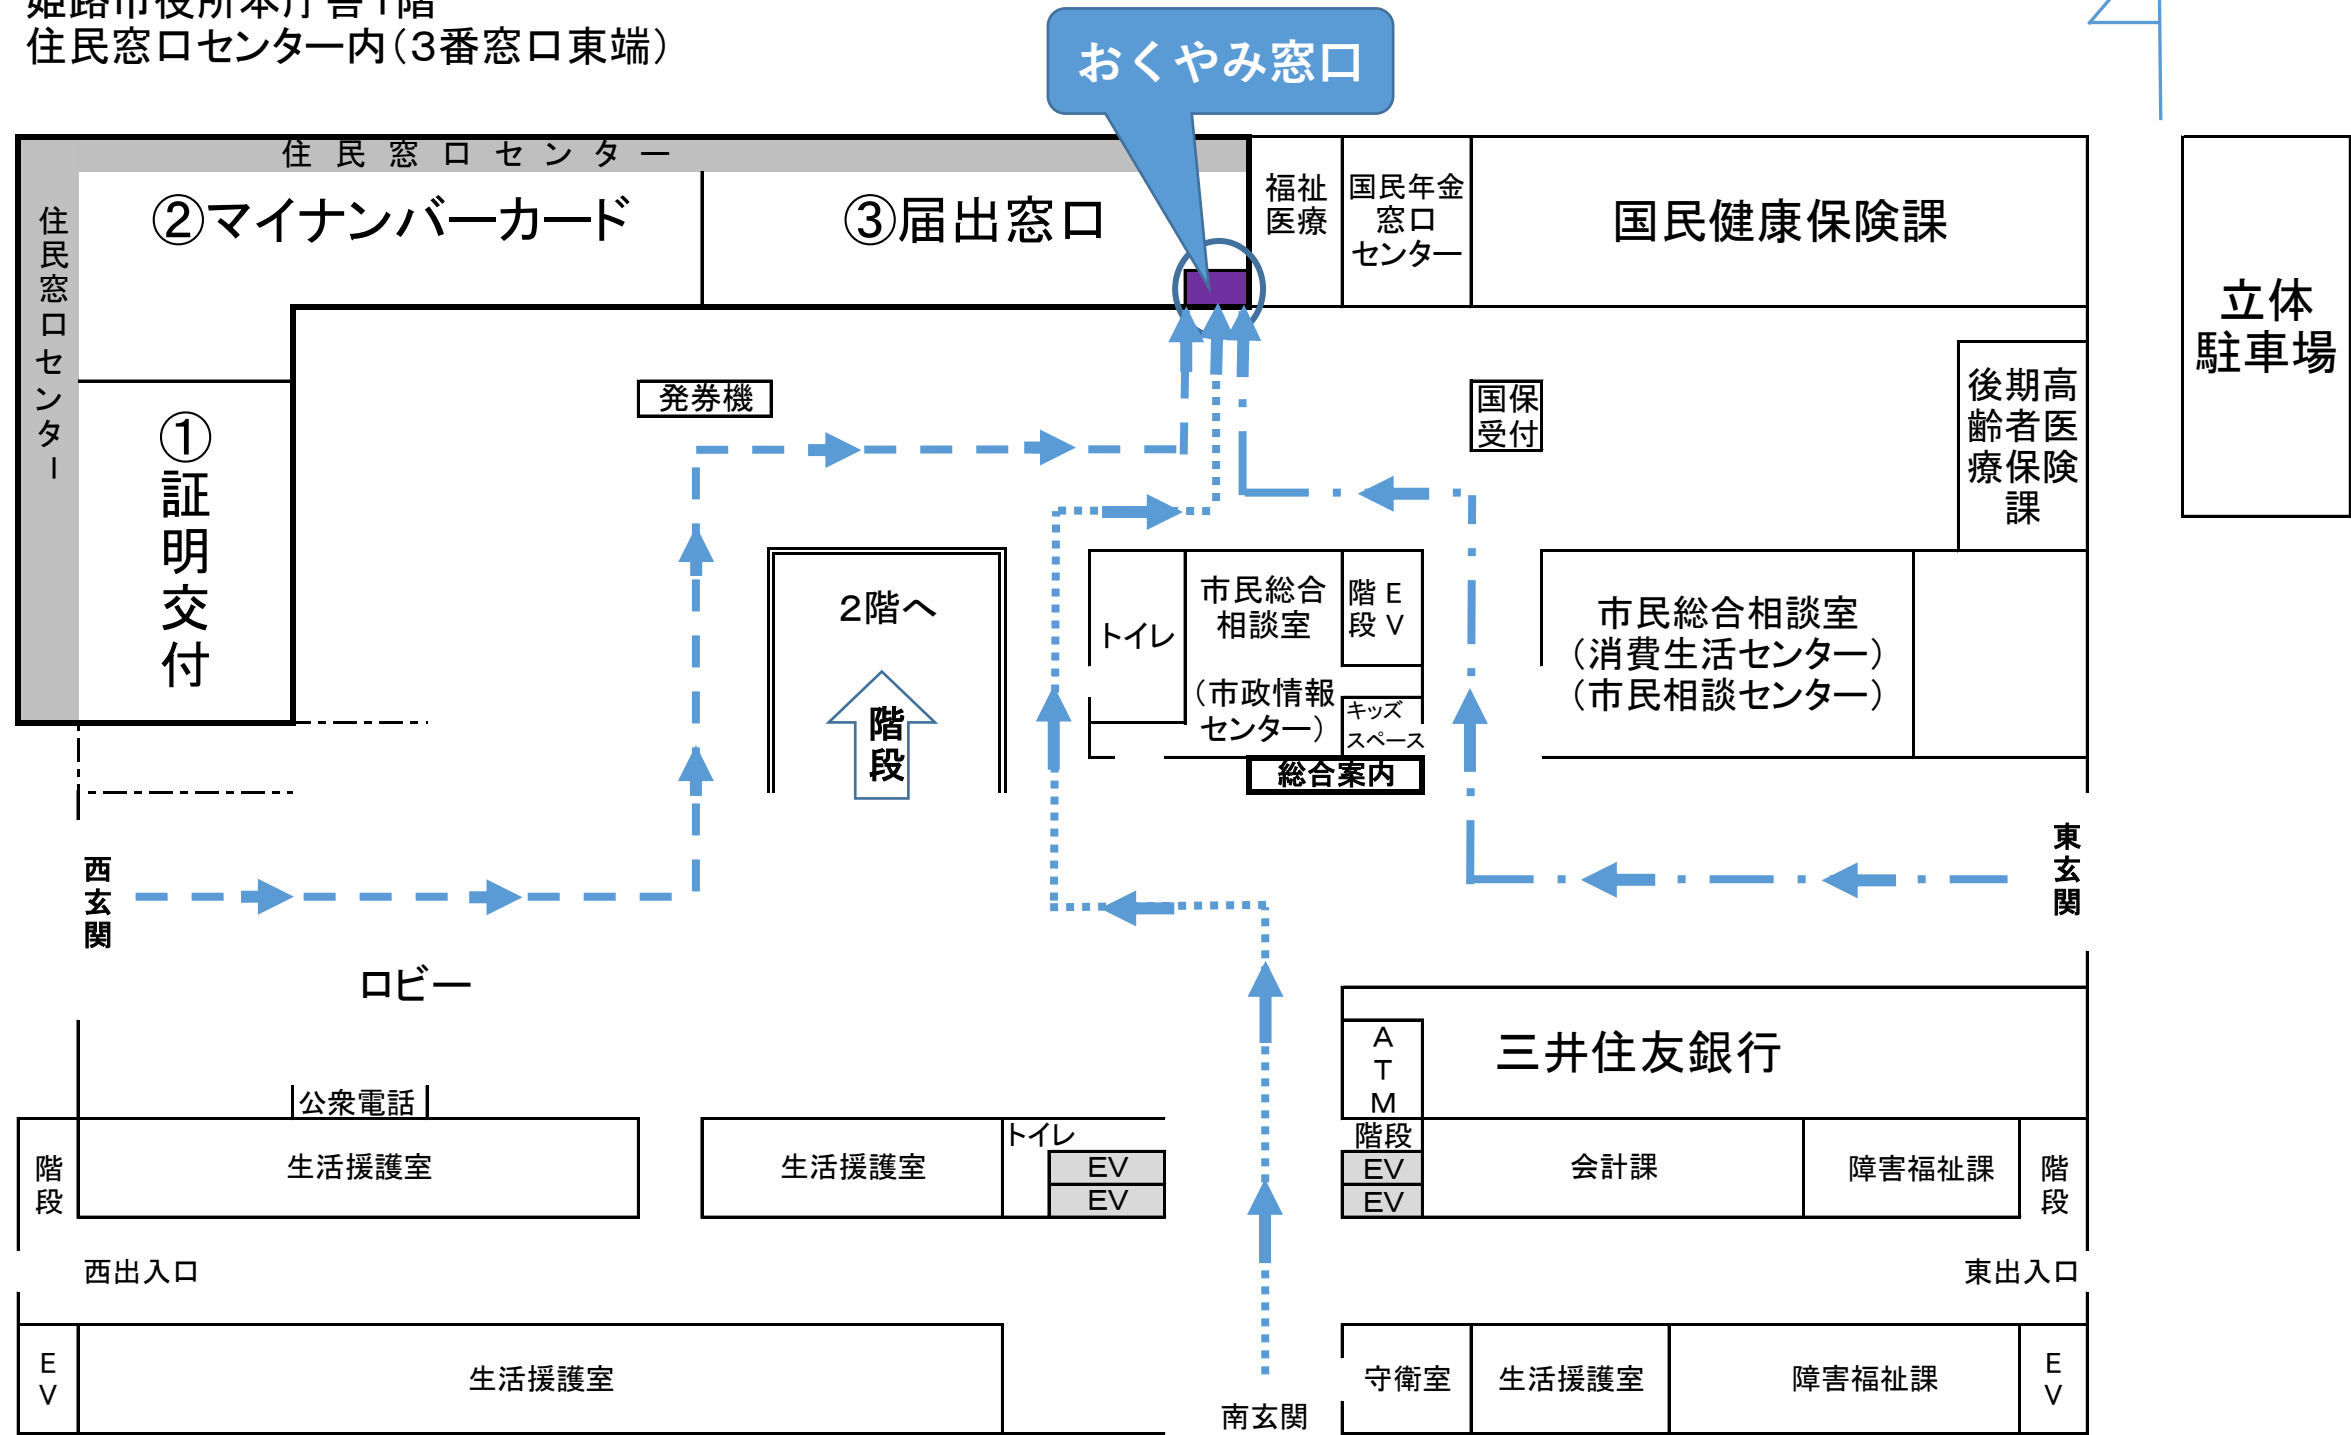 姫路市役所本庁舎1階
住民窓口センター内（3番窓口東端）
おくやみ窓口
住民窓口センター
住民窓口センター
②マイナンバーカード
③届出窓口
福祉
医療
国民年金
窓口
センター
国民健康保険課
立体
駐車場
発券機
国保
受付
後期高
齢者医
療保険
課
①証明交付
2階へ
階段
トイレ
市民総合
相談室
（市政情報
センター）
階段
EV
キッズ
スペース
総合案内
市民総合相談室
（消費生活センター）
（市民相談センター）
西玄関
東玄関
ロビー
ATM
三井住友銀行
公衆電話
階段
生活援護室
生活援護室
トイレ
EV
EV
階段
EV
EV
会計課
障害福祉課
階段
西出入口
東出入口
EV
生活援護室
南玄関
守衛室
生活援護室
障害福祉課
EV